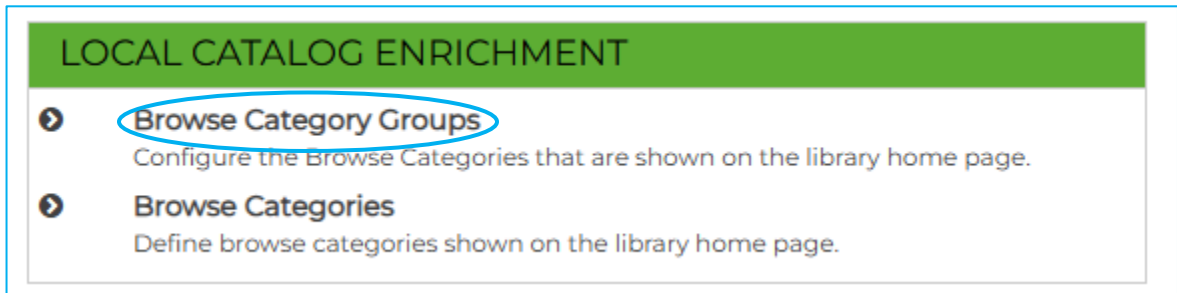 LOCAL CATALOG ENRICHMENT
Browse Category Groups
Configure the Browse Categories that are shown on the library home page.
Browse Categories
Define browse categories shown on the library home page.